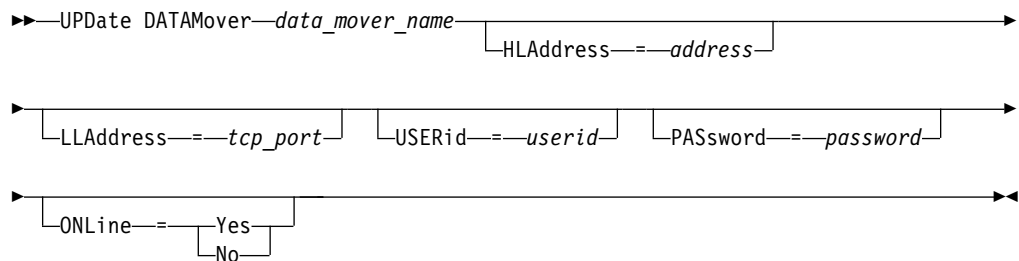 UPDate DATAMover data_mover_name
HLAddress = address
LLAddress = tcp_port USERid = userid PASsword = password
ONLine = Yes
No